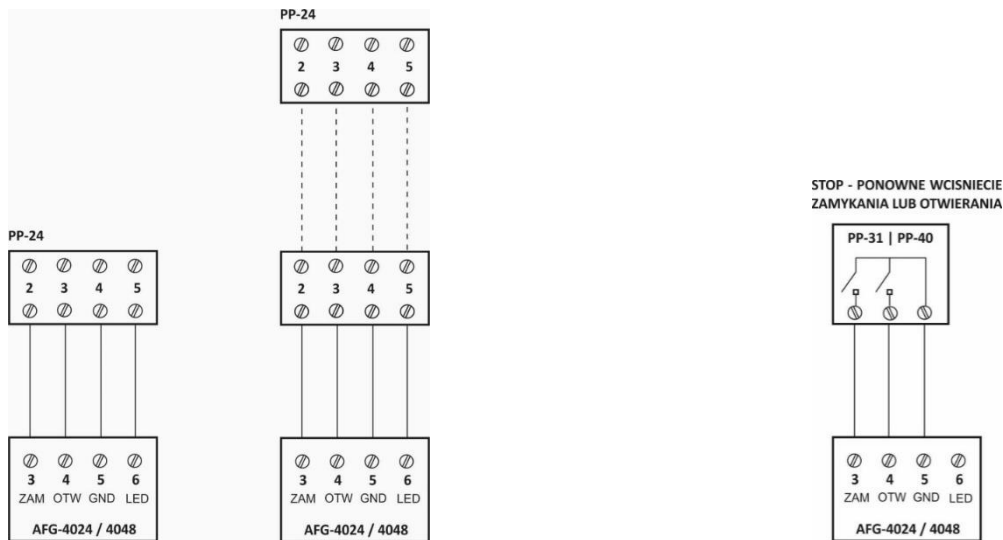 PP-24
2 3 4 5
PP-24
2 3 4 5
3 4 5 6
ZAM OTW GND LED
AFG-4024 / 4048
2 3 4 5
3 4 5 6
ZAM OTW GND LED
AFG-4024 / 4048
STOP - PONOWNE WCISNIECIE
ZAMYKANIA LUB OTWIERANIA
PP-31 | PP-40
3 4 5 6
ZAM OTW GND LED
AFG-4024 / 4048